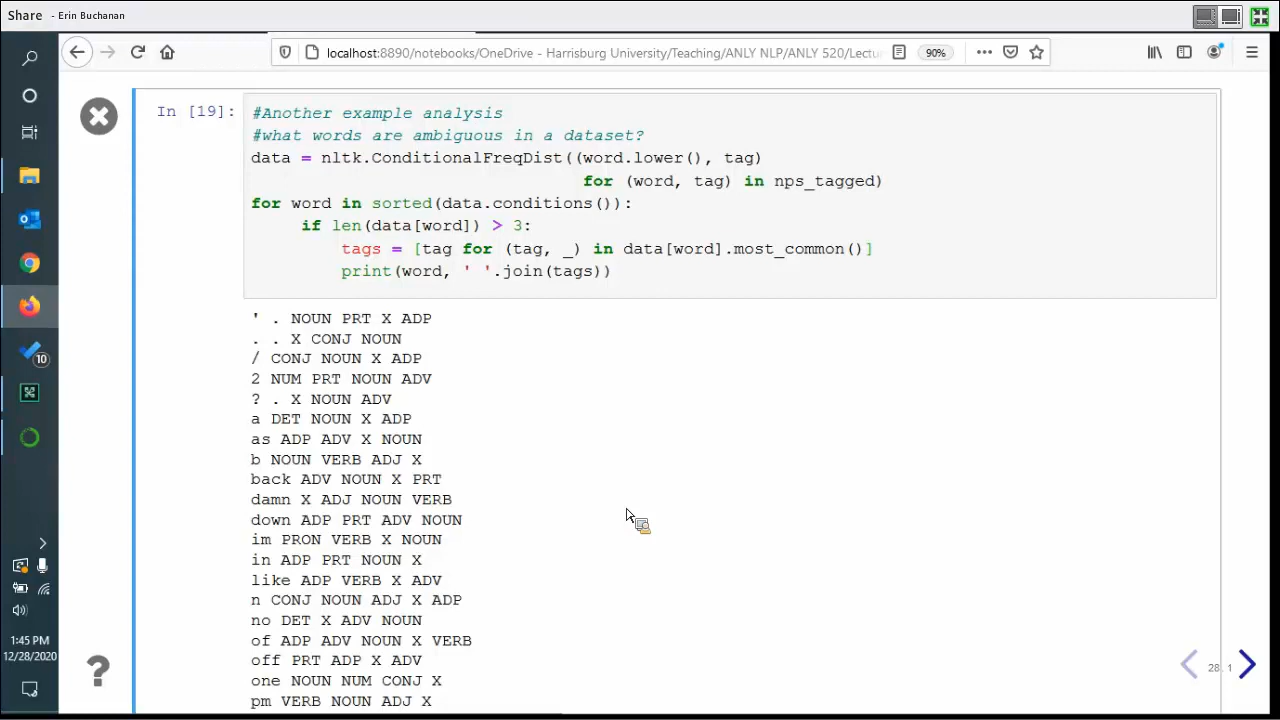 Share - Erin Buchanan
localhost:8890/notebooks/OneDrive - Harrisburg University/Teaching/ANLY NLP/ANLY 520/Lectu
90%
In [19]:
#Another example analysis
#what words are ambiguous in a dataset?
data = nltk.ConditionalFreqDist((word.lower(), tag)
for (word, tag) in nps_tagged)
for word in sorted(data.conditions()):
if len(data[word]) > 3:
tags = [tag for (tag, _) in data[word].most_common()]
print(word, ' '.join(tags))
' . NOUN PRT X ADP
. . X CONJ NOUN
/ CONJ NOUN X ADP
2 NUM PRT NOUN ADV
? . X NOUN ADV
a DET NOUN X ADP
as ADP ADV X NOUN
b NOUN VERB ADJ X
back ADV NOUN X PRT
damn X ADJ NOUN VERB
down ADP PRT ADV NOUN
im PRON VERB X NOUN
in ADP PRT NOUN X
like ADP VERB X ADV
n CONJ NOUN ADJ X ADP
no DET X ADV NOUN
of ADP ADV NOUN X VERB
off PRT ADP X ADV
one NOUN NUM CONJ X
pm VERB NOUN ADJ X
10
1:45 PM
12/28/2020
?
28.1